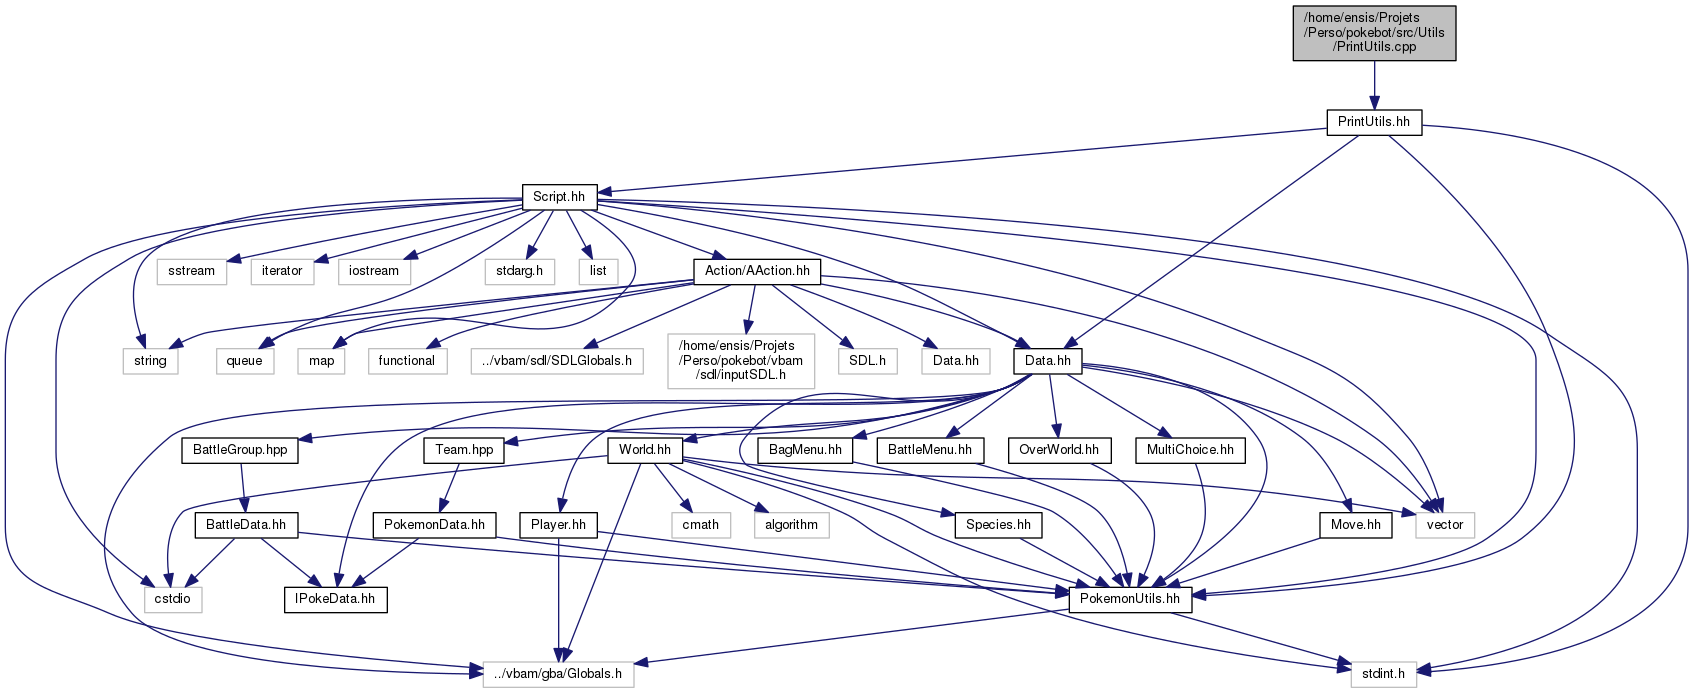 /home/ensis/Projets
/Perso/pokebot/src/Utils
/PrintUtils.cpp
PrintUtils.hh
Script.hh
sstream
iterator
iostream
stdarg.h
list
Action/AAction.hh
string
queue
map
functional
../vbam/sdl/SDLGlobals.h
/home/ensis/Projets
/Perso/pokebot/vbam
/sdl/inputSDL.h
SDL.h
Data.hh
Data.hh
BattleGroup.hpp
Team.hpp
World.hh
BagMenu.hh
BattleMenu.hh
OverWorld.hh
MultiChoice.hh
BattleData.hh
PokemonData.hh
Player.hh
cmath
algorithm
Species.hh
Move.hh
vector
cstdio
IPokeData.hh
PokemonUtils.hh
../vbam/gba/Globals.h
stdint.h